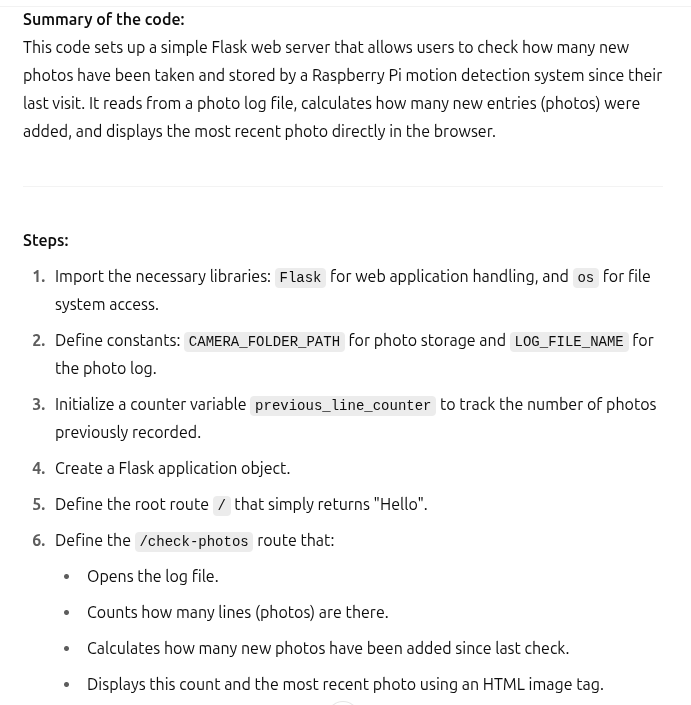 Summary of the code:
This code sets up a simple Flask web server that allows users to check how many new
photos have been taken and stored by a Raspberry Pi motion detection system since their
last visit. It reads from a photo log file, calculates how many new entries (photos) were
added, and displays the most recent photo directly in the browser.
Steps:
1. Import the necessary libraries: Flask for web application handling, and os for file
system access.
2. Define constants: CAMERA_FOLDER_PATH for photo storage and LOG_FILE_NAME for
the photo log.
3. Initialize a counter variable previous_line_counter to track the number of photos
previously recorded.
4. Create a Flask application object.
5. Define the root route / that simply returns "Hello".
6. Define the /check-photos route that:
• Opens the log file.
• Counts how many lines (photos) are there.
• Calculates how many new photos have been added since last check.
• Displays this count and the most recent photo using an HTML image tag.